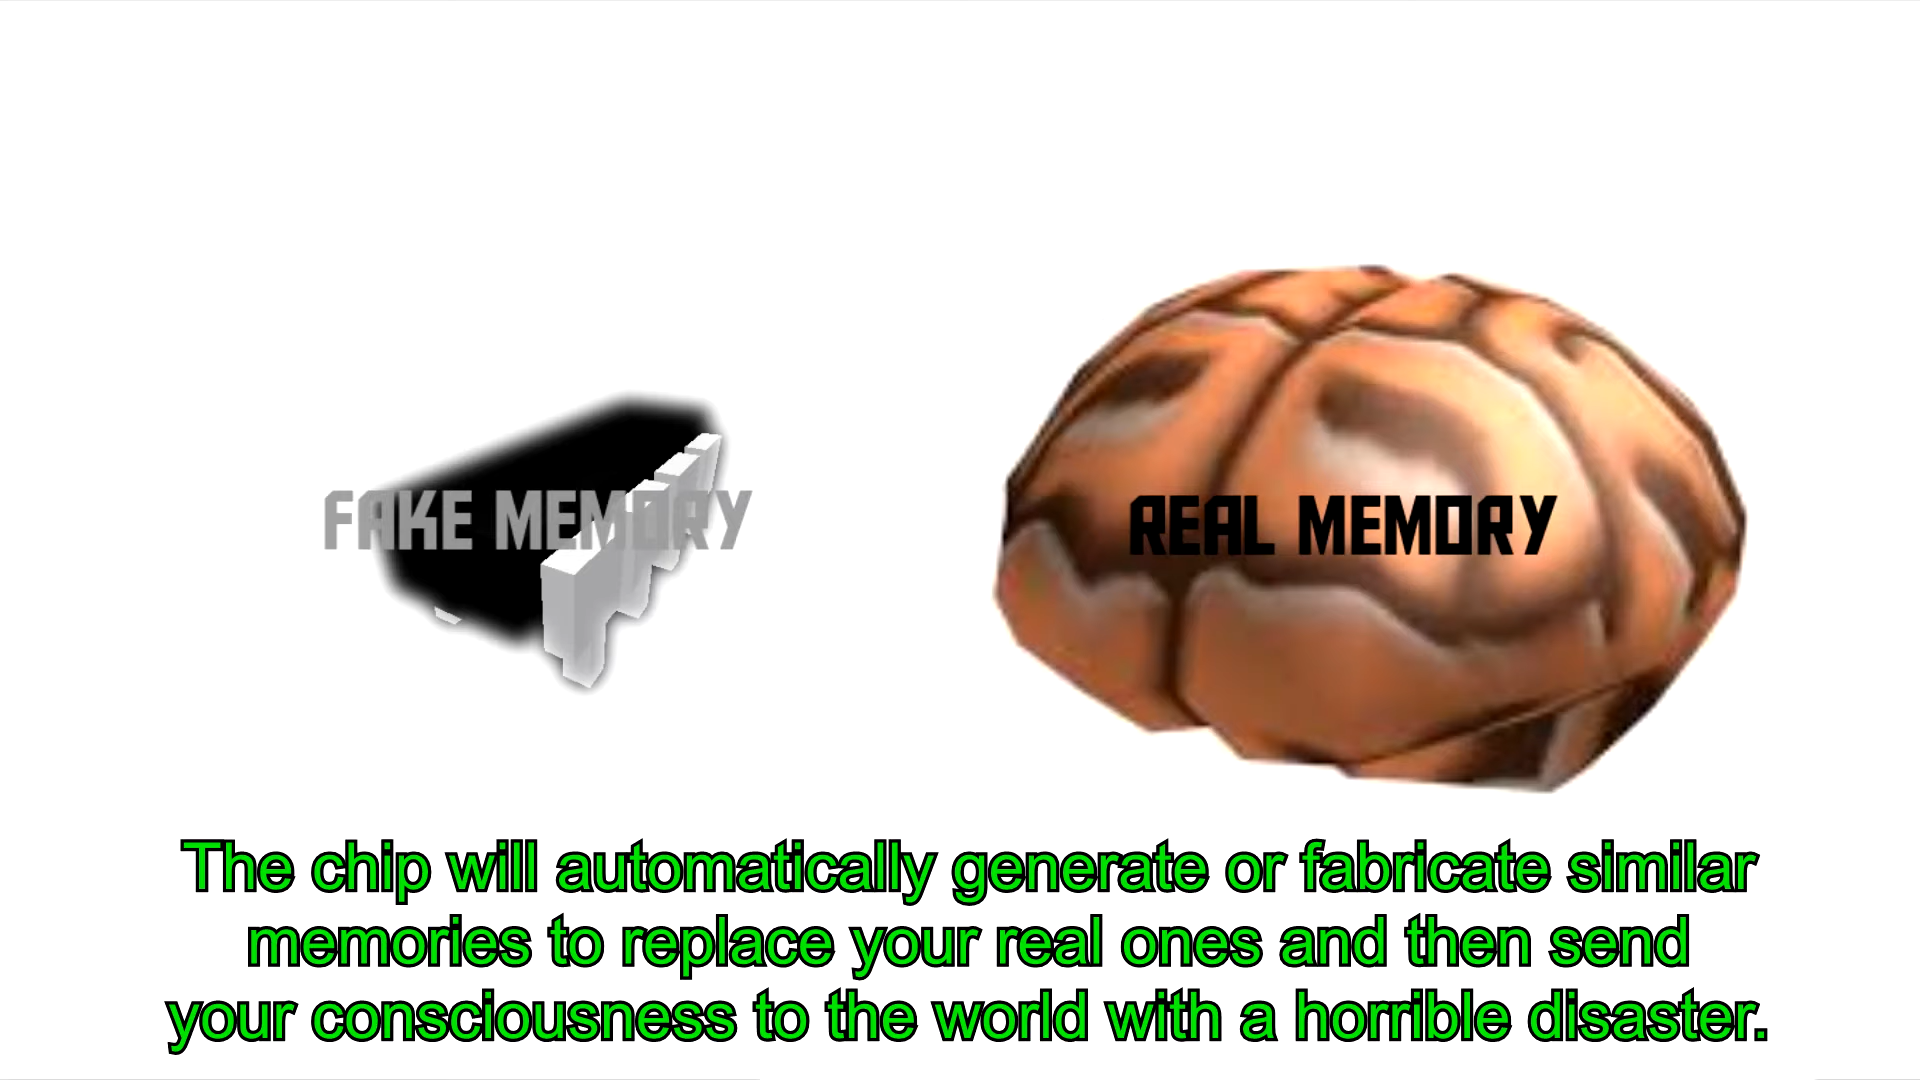 FAKE MEMORY
REAL MEMORY
The chip will automatically generate or fabricate similar
memories to replace your real ones and then send
your consciousness to the world with a horrible disaster.